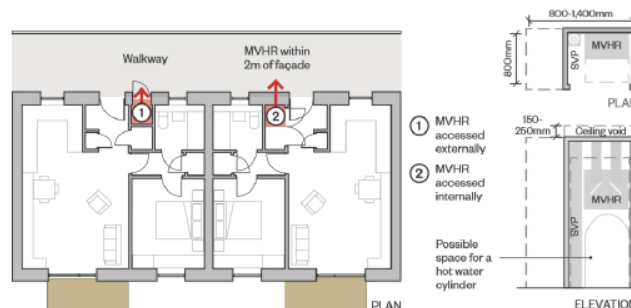 Walkway
MVHR within
2m of façade
1
2
PLAN
1 MVHR
accessed
externally
2 MVHR
accessed
internally
Possible
space for a
hot water
cylinder
800-1,400mm
800mm
SVP
MVHR
PLAN
150-
250mm
Ceiling void
MVHR
SVP
ELEVATION